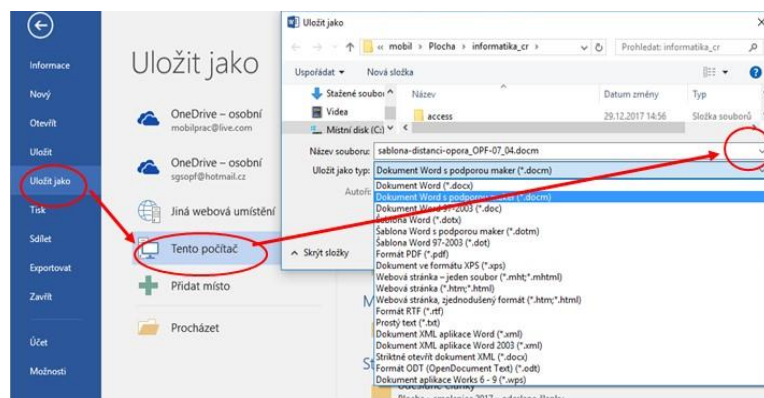 Informace
Nový
Otevřít
Uložit
Uložit jako
Tisk
Sdílet
Exportovat
Zavřít
Účet
Možnosti
Uložit jako
OneDrive – osobní
mobilprac@live.com
OneDrive – osobní
sgsopf@hotmail.cz
Jiná webová umístění
Tento počítač
Přidat místo
Procházet
Uložit jako
« mobil > Plocha > informatika_cr >
Prohledat: informatika_cr
Uspořádat
Nová složka
Stažené soubor
Videa
Místní disk (C:)
Název
Datum změny
Typ
access
29.12.2017 14:56
Složka souborů
Název souboru: sablona-distanci-opora_OPF-07_04.docm
Uložit jako typ: Dokument Word s podporou maker (*.docm)
Autoři:
Skrýt složky
Dokument Word (*.docx)
Dokument Word s podporou maker (*.docm)
Dokument Word 97-2003 (*.doc)
Šablona Word (*.dotx)
Šablona Word s podporou maker (*.dotm)
Šablona Word 97-2003 (*.dot)
Formát PDF (*.pdf)
Dokument ve formátu XPS (*.xps)
Webová stránka – jeden soubor (*.mht;*.mhtml)
Webová stránka (*.htm;*.html)
Webová stránka, zjednodušený formát (*.htm;*.html)
Formát RTF (*.rtf)
Prostý text (*.txt)
Dokument XML aplikace Word (*.xml)
Dokument XML aplikace Word 2003 (*.xml)
Striktně otevřít dokument XML (*.docx)
Formát ODT (OpenDocument Text) (*.odt)
Dokument aplikace Works 6 - 9 (*.wps)